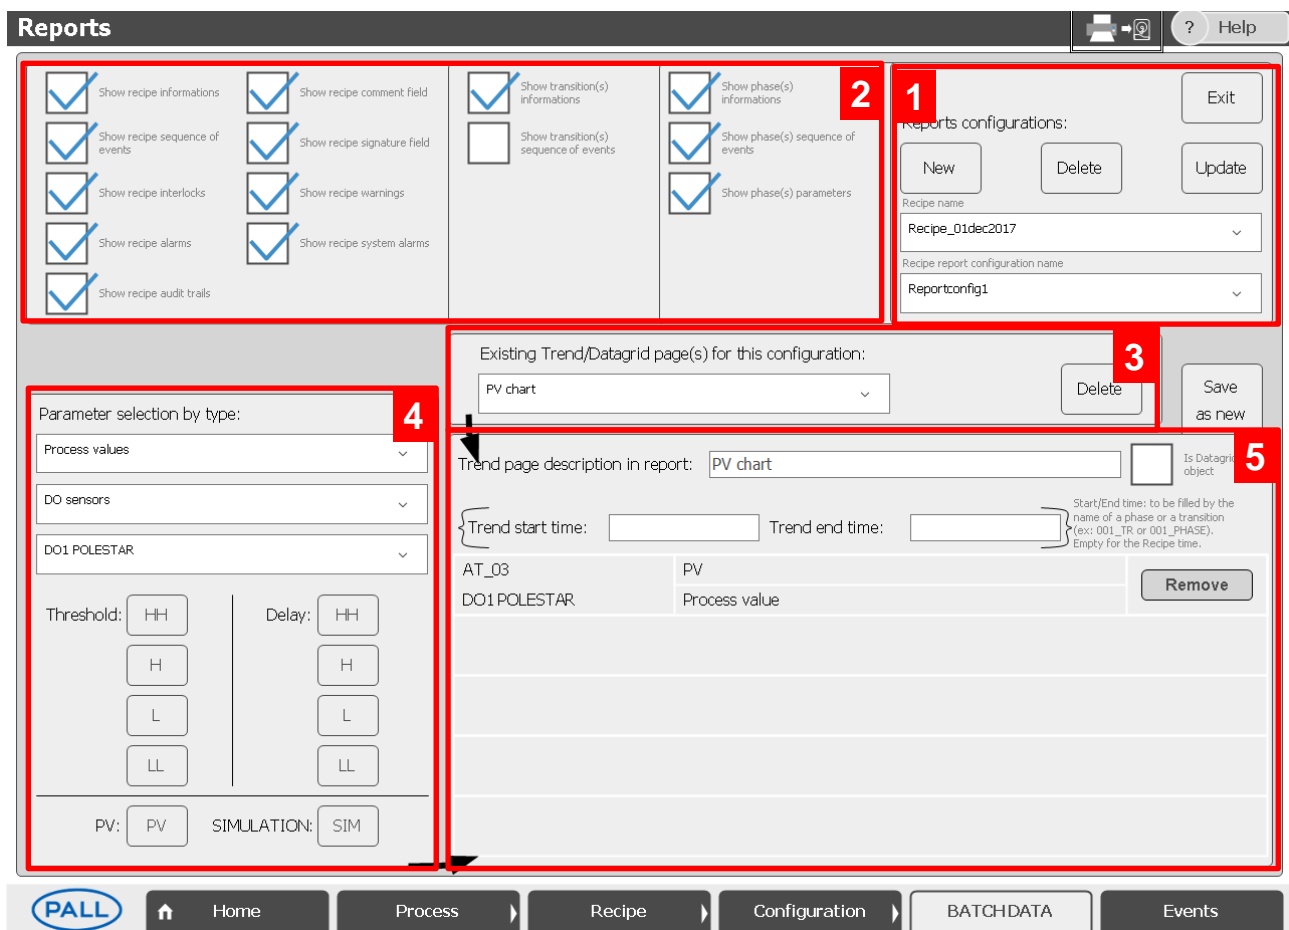 Reports
? Help
Show recipe informations
Show recipe comment field
Show transition(s)
informations
Show phase(s)
informations
2
1
Exit
Show recipe sequence of
events
Show recipe signature field
Show transition(s)
sequence of events
Show phase(s) sequence of
events
Reports configurations:
New
Delete
Update
Show recipe interlocks
Show recipe warnings
Show phase(s) parameters
Recipe name
Recipe_01dec2017
Show recipe alarms
Show recipe system alarms
Recipe report configuration name
Reportconfig1
Show recipe audit trails
Existing Trend/Datagrid page(s) for this configuration:
3
PV chart
Delete
Save
as new
Parameter selection by type:
4
Process values
DO sensors
DO1 POLESTAR
Threshold:
HH
Delay:
HH
H
H
L
L
LL
LL
PV:
PV
SIMULATION:
SIM
Trend page description in report:
PV chart
Is Datagrid
object
5
Trend start time:
Trend end time:
Start/End time: to be filled by the
name of a phase or a transition
(ex: 001_TR or 001_PHASE).
Empty for the Recipe time.
AT_03
PV
DO1 POLESTAR
Process value
Remove
PALL
Home
Process
Recipe
Configuration
BATCHDATA
Events